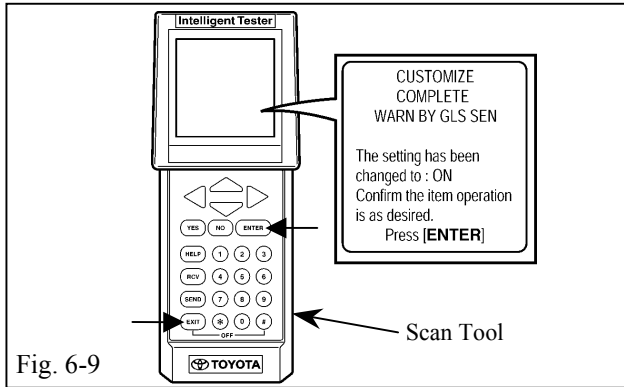 Intelligent Tester
CUSTOMIZE
COMPLETE
WARN BY GLS SEN
The setting has been
changed to : ON
Confirm the item operation
is as desired.
Press [ENTER]
YES NO ENTER
HELP 1 2 3
RCV 4 5 6
SEND 7 8 9
EXIT * 0 #
OFF
TOYOTA
Scan Tool
Fig. 6-9